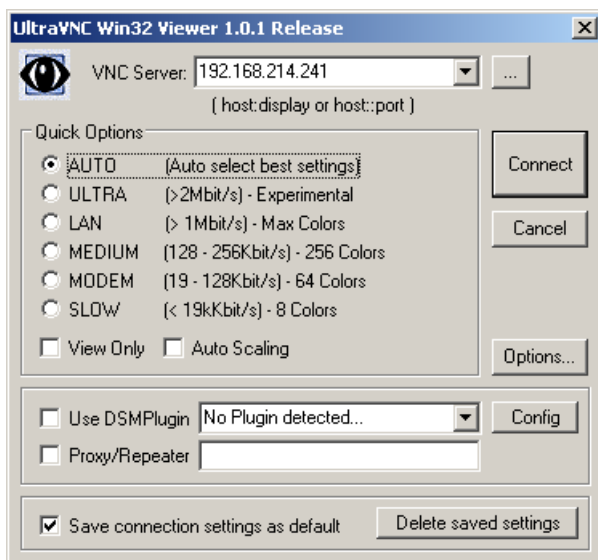 UltraVNC Win32 Viewer 1.0.1 Release
VNC Server: 192.168.214.241 ...
( host:display or host::port )
Quick Options
AUTO (Auto select best settings)
ULTRA (>2Mbit/s) - Experimental
LAN (> 1Mbit/s) - Max Colors
MEDIUM (128 - 256Kbit/s) - 256 Colors
MODEM (19 - 128Kbit/s) - 64 Colors
SLOW (< 19kKbit/s) - 8 Colors
View Only Auto Scaling
Connect
Cancel
Options...
Use DSMPlugin No Plugin detected... Config
Proxy/Repeater
Save connection settings as default Delete saved settings